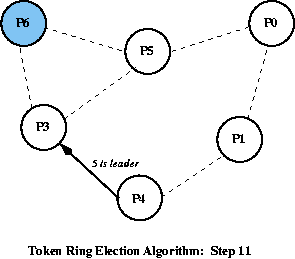 P6
P0
P5
P3
P1
5 is leader
P4
Token Ring Election Algorithm: Step 11